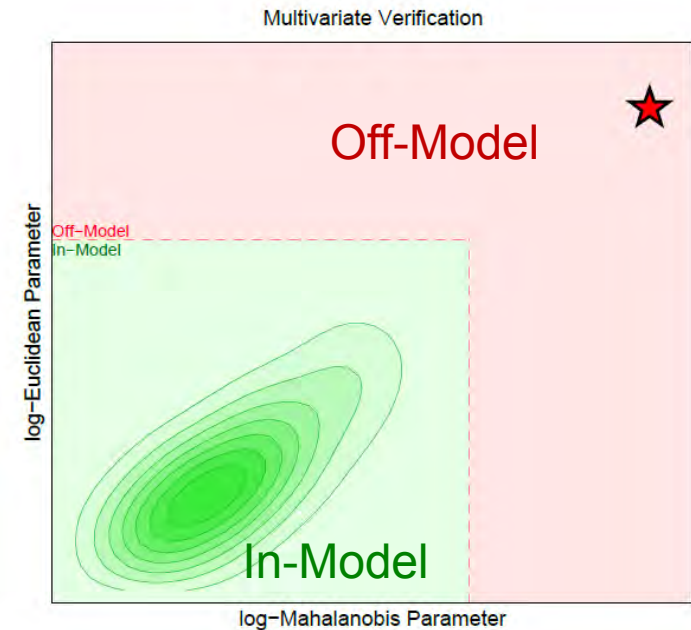 Multivariate Verification
Off-Model
Off−Model
In−Model
log−Euclidean Parameter
In-Model
log−Mahalanobis Parameter